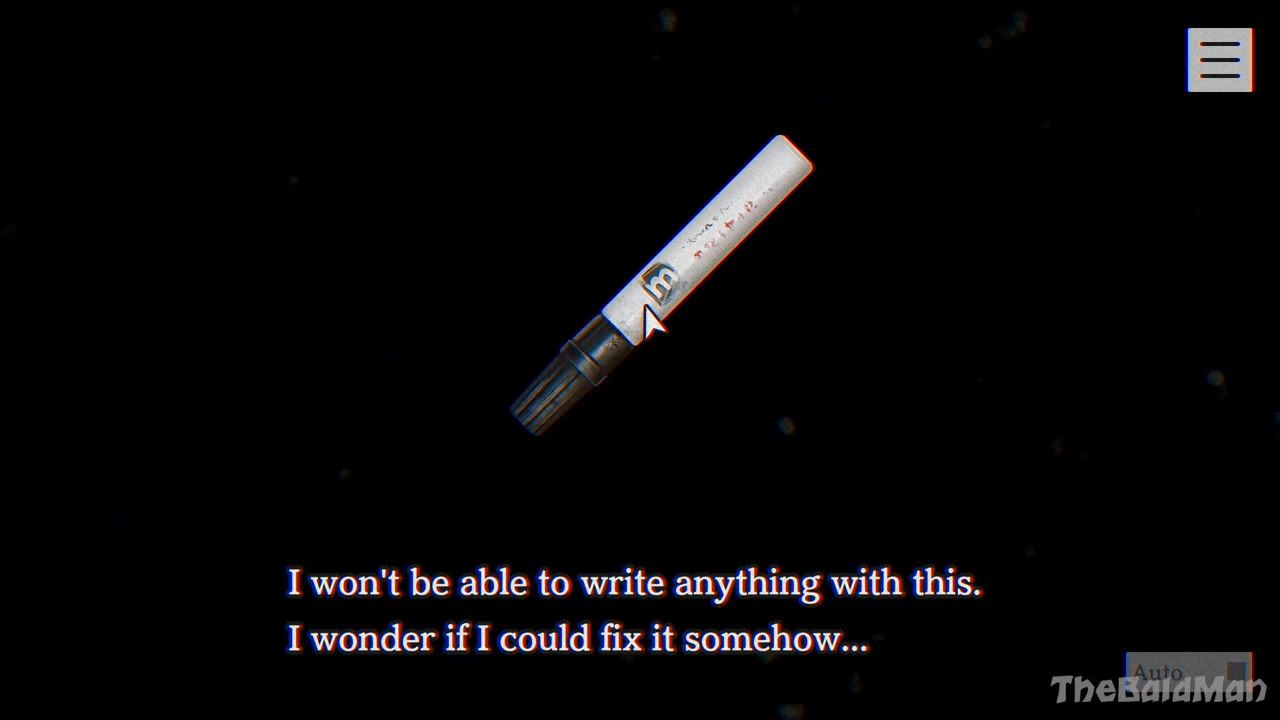 m
I won't be able to write anything with this.
I wonder if I could fix it somehow...
Auto
TheBaldMan